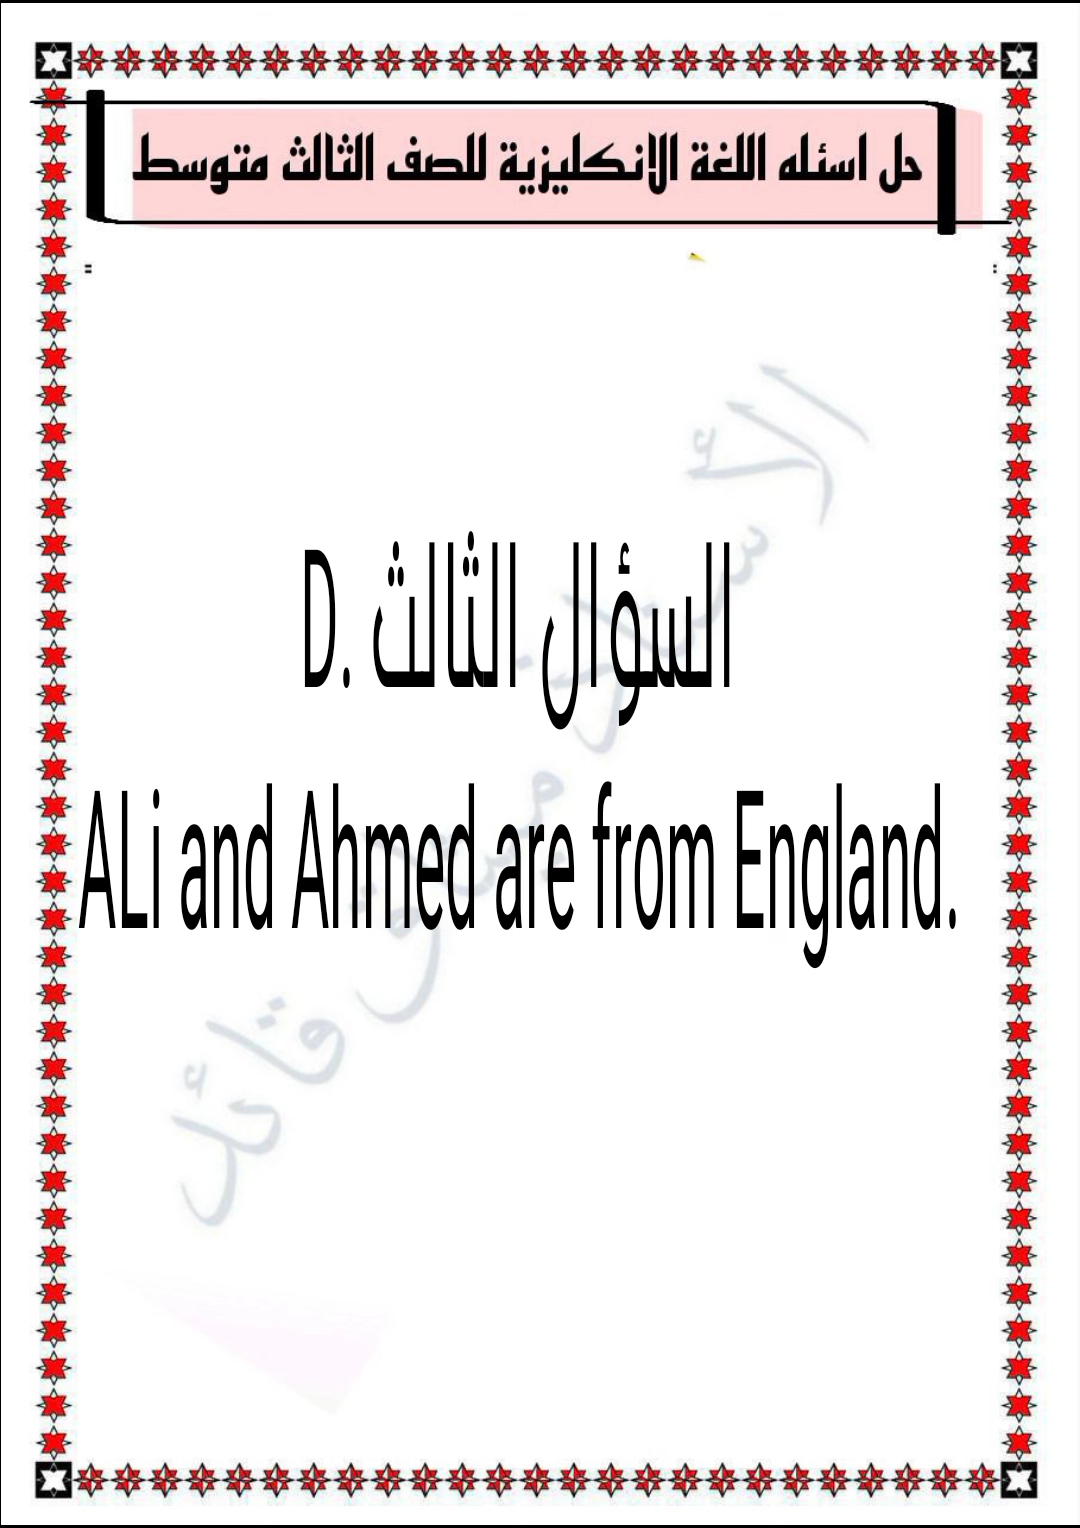 حل اسئله اللغة الانكليزية للصف الثالث متوسط
D. السؤال الثالث
ALi and Ahmed are from England.